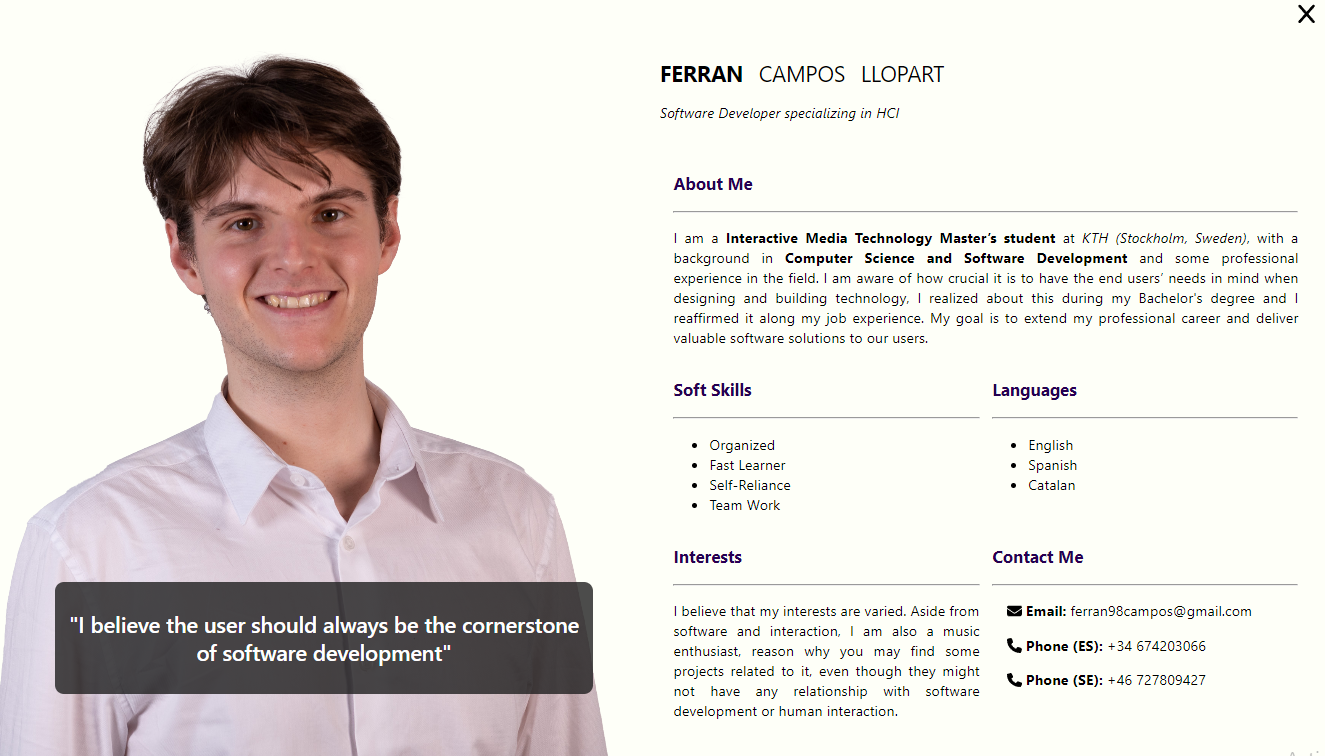 X
FERRAN CAMPOS LLOPART
Software Developer specializing in HCI
About Me
I am a Interactive Media Technology Master's student at KTH (Stockholm, Sweden), with a
background in Computer Science and Software Development and some professional
experience in the field. I am aware of how crucial it is to have the end users' needs in mind when
designing and building technology, I realized about this during my Bachelor's degree and I
reaffirmed it along my job experience. My goal is to extend my professional career and deliver
valuable software solutions to our users.
Soft Skills
• Organized
• Fast Learner
• Self-Reliance
• Team Work
Languages
• English
• Spanish
• Catalan
Interests
I believe that my interests are varied. Aside from
software and interaction, I am also a music
enthusiast, reason why you may find some
projects related to it, even though they might
not have any relationship with software
development or human interaction.
Contact Me
Email: ferran98campos@gmail.com
Phone (ES): +34 674203066
Phone (SE): +46 727809427
"I believe the user should always be the cornerstone
of software development"